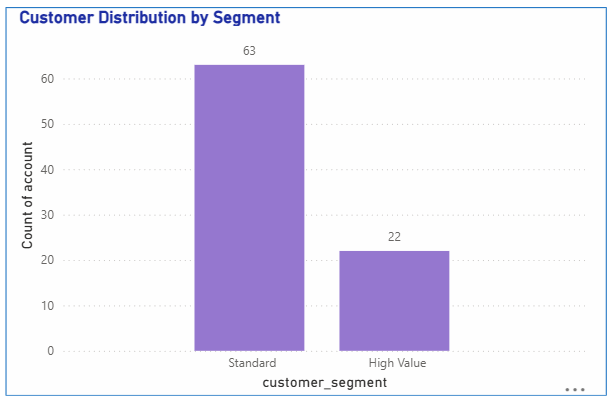 Customer Distribution by Segment
63
60
50
40
30
22
20
10
0
Count of account
Standard
High Value
customer_segment